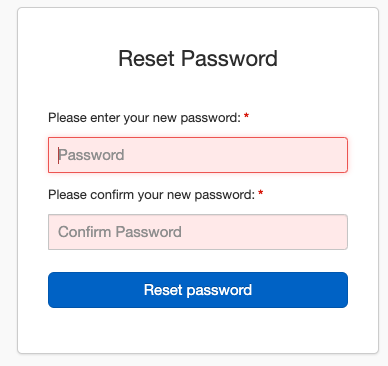 Reset Password
Please enter your new password: *
Password
Please confirm your new password: *
Confirm Password
Reset password